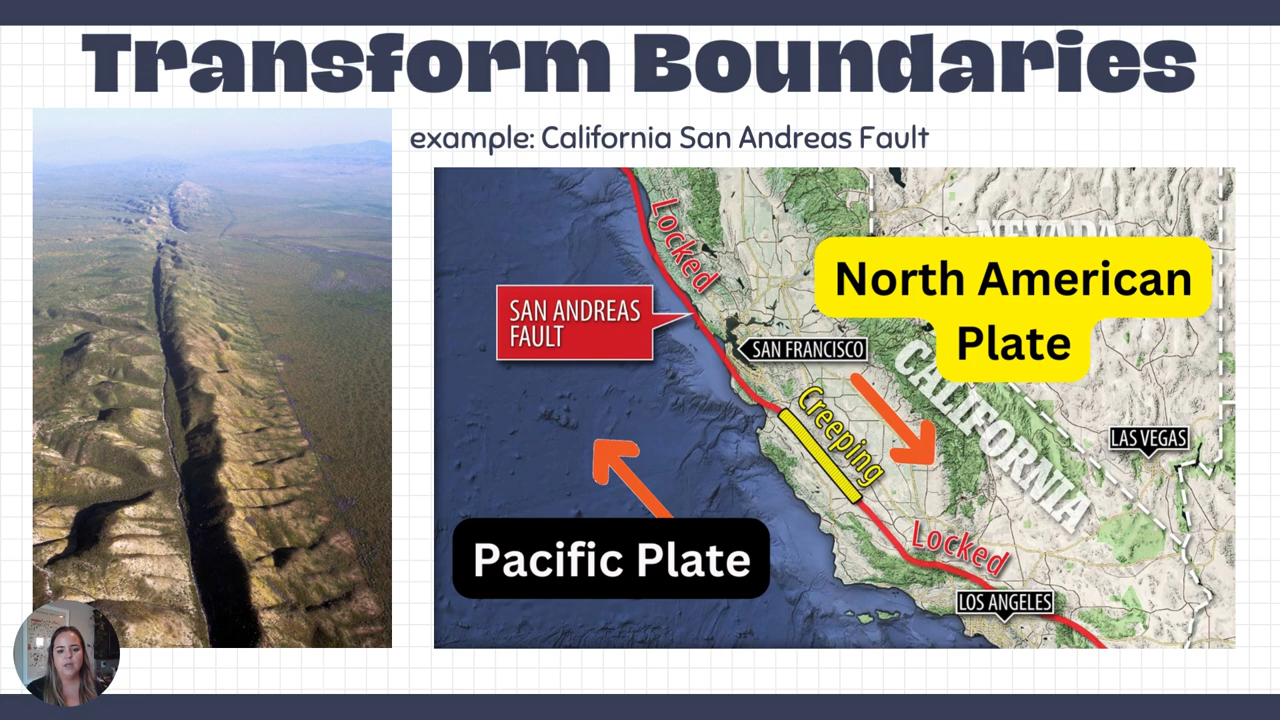 Transform Boundaries
example: California San Andreas Fault
Locked
NEVADA
North American
Plate
SAN ANDREAS
FAULT
SAN FRANCISCO
CALIFORNIA
Creeping
LAS VEGAS
Pacific Plate
Locked
LOS ANGELES